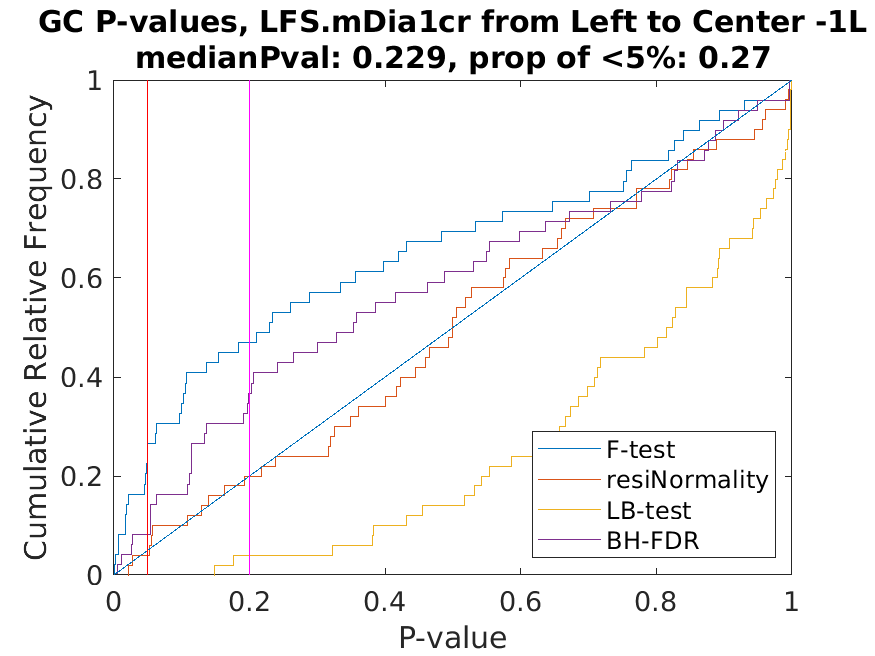 GC P-values, LFS.mDia1cr from Left to Center -1L
medianPval: 0.229, prop of <5%: 0.27
1
0.8
0.6
0.4
0.2
0
Cumulative Relative Frequency
F-test
resiNormality
LB-test
BH-FDR
0 0.2 0.4 0.6 0.8 1
P-value